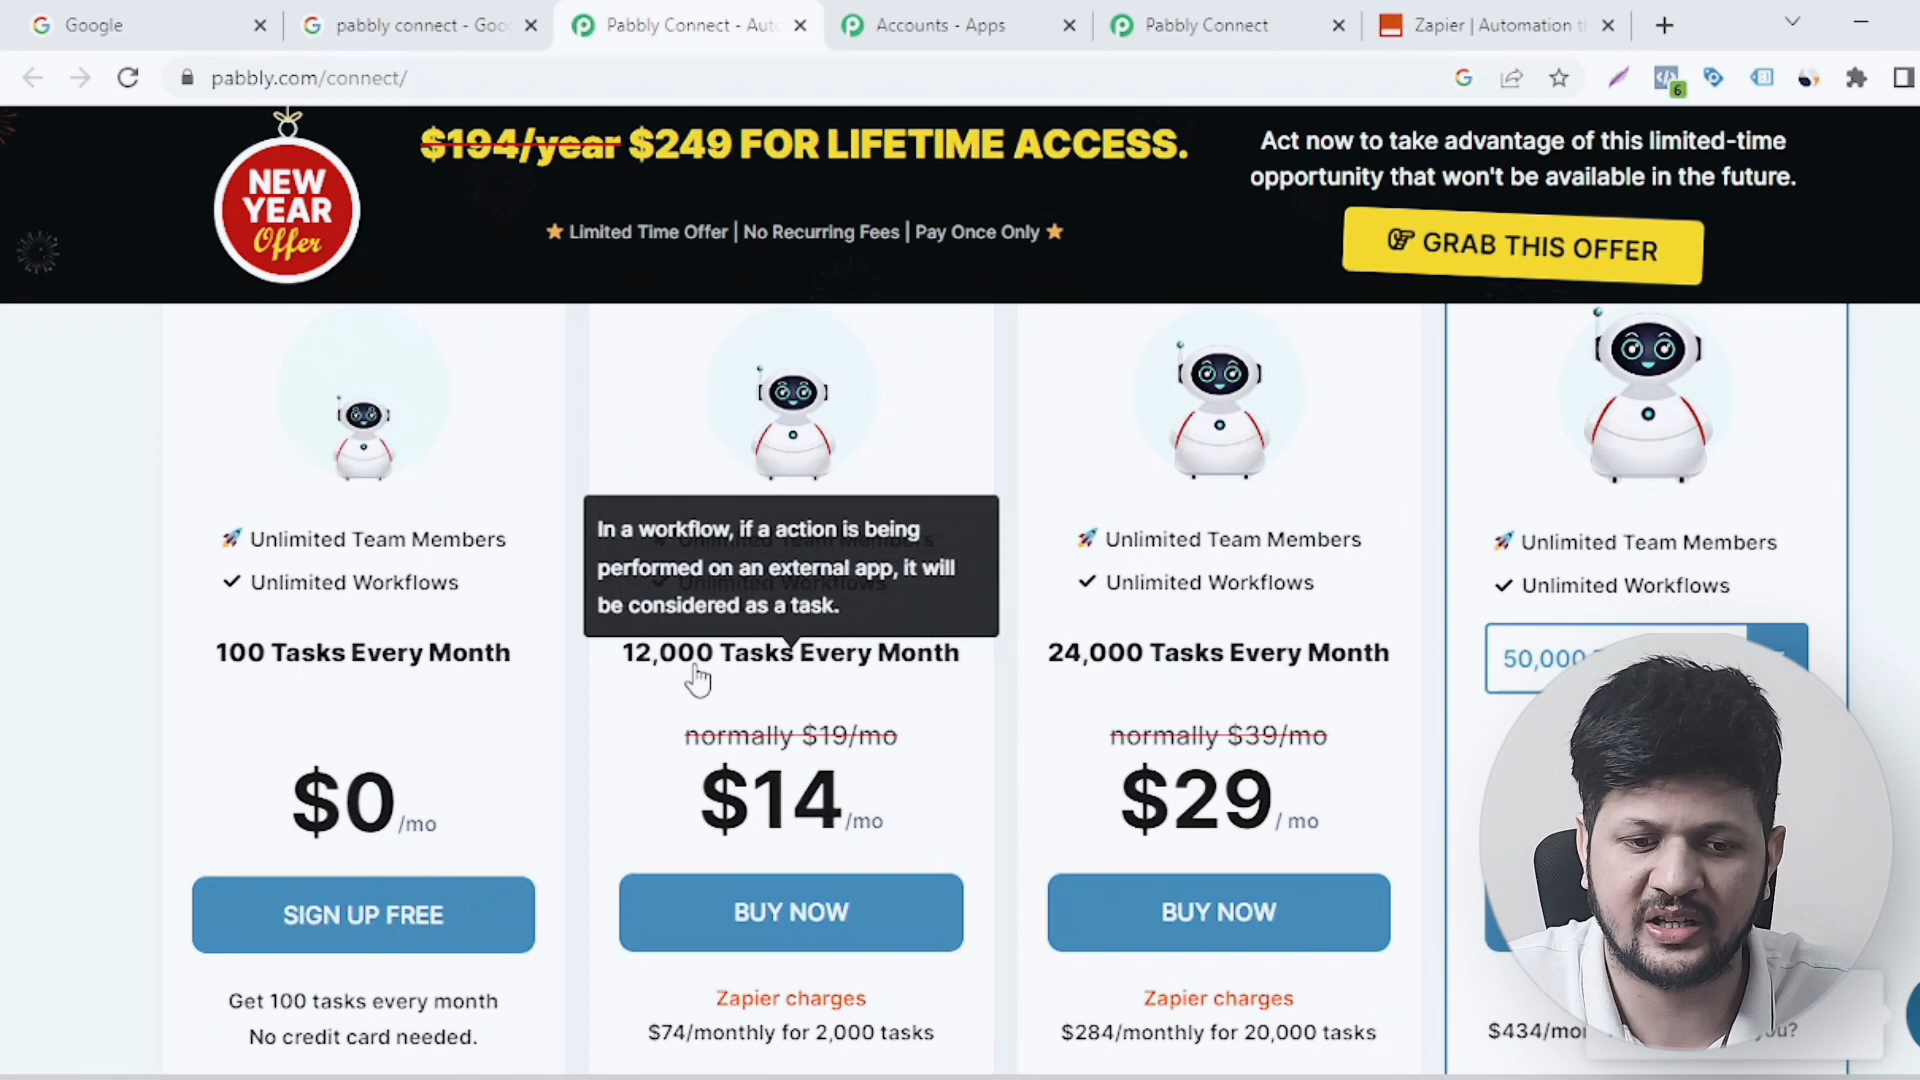 Google
pabbly connect - Goo
Pabbly Connect - Aut
Accounts - Apps
Pabbly Connect
Zapier | Automation t
pabbly.com/connect/
6
NEW
YEAR
Offer
$194/year $249 FOR LIFETIME ACCESS.
Limited Time Offer | No Recurring Fees | Pay Once Only
Act now to take advantage of this limited-time
opportunity that won't be available in the future.
GRAB THIS OFFER
Unlimited Team Members
Unlimited Workflows
100 Tasks Every Month
$0 /mo
SIGN UP FREE
Get 100 tasks every month
No credit card needed.
In a workflow, if a action is being
performed on an external app, it will
be considered as a task.
12,000 Tasks Every Month
normally $19/mo
$14 /mo
BUY NOW
Zapier charges
$74/monthly for 2,000 tasks
Unlimited Team Members
Unlimited Workflows
24,000 Tasks Every Month
normally $39/mo
$29 / mo
BUY NOW
Zapier charges
$284/monthly for 20,000 tasks
Unlimited Team Members
Unlimited Workflows
50,000
$434/mo